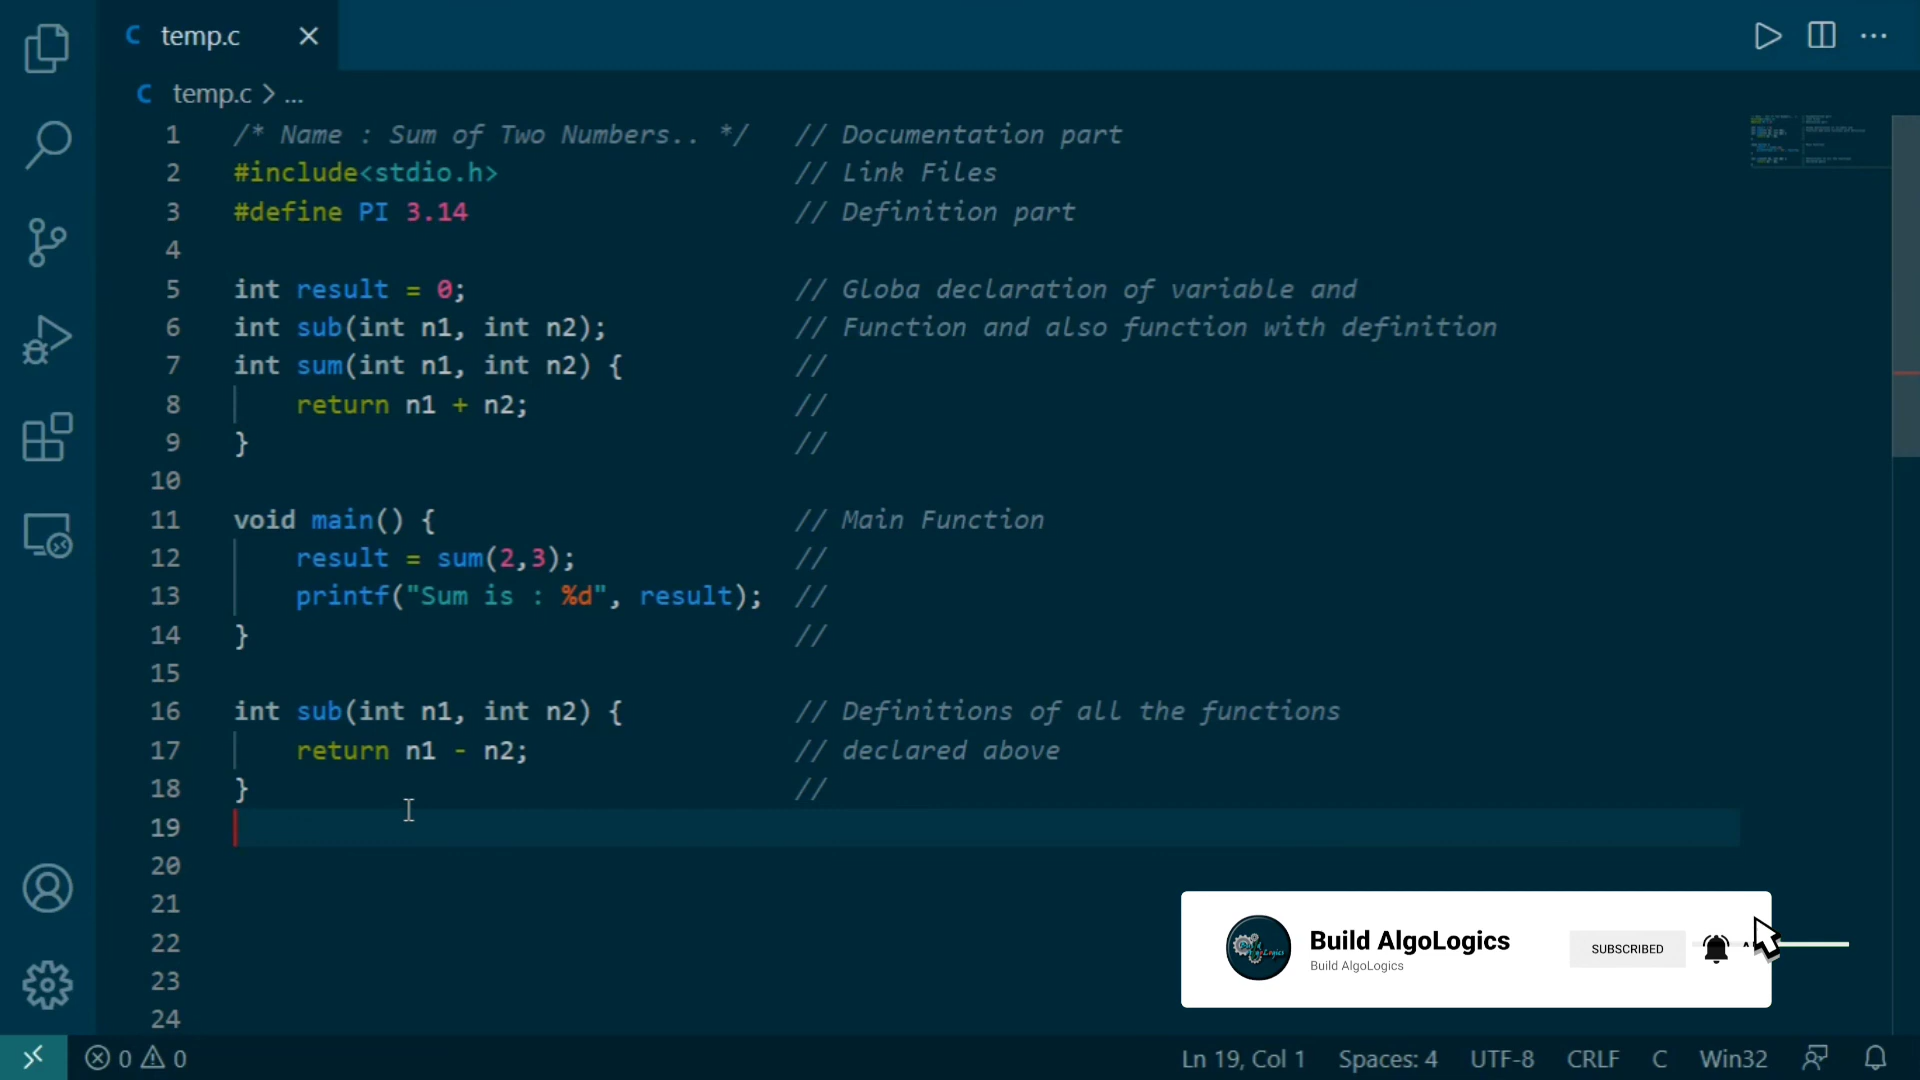 C temp.c
C temp.c > ...
1 /* Name : Sum of Two Numbers.. */ // Documentation part
2 #include<stdio.h> // Link Files
3 #define PI 3.14 // Definition part
4
5 int result = 0; // Globa declaration of variable and
6 int sub(int n1, int n2); // Function and also function with definition
7 int sum(int n1, int n2) { //
8 return n1 + n2; //
9 } //
10
11 void main() { // Main Function
12 result = sum(2,3); //
13 printf("Sum is : %d", result); //
14 } //
15
16 int sub(int n1, int n2) { // Definitions of all the functions
17 return n1 - n2; // declared above
18 } //
19
20
21
22
23
24
Build AlgoLogics
Build AlgoLogics
SUBSCRIBED
0 0 Ln 19, Col 1 Spaces: 4 UTF-8 CRLF C Win32